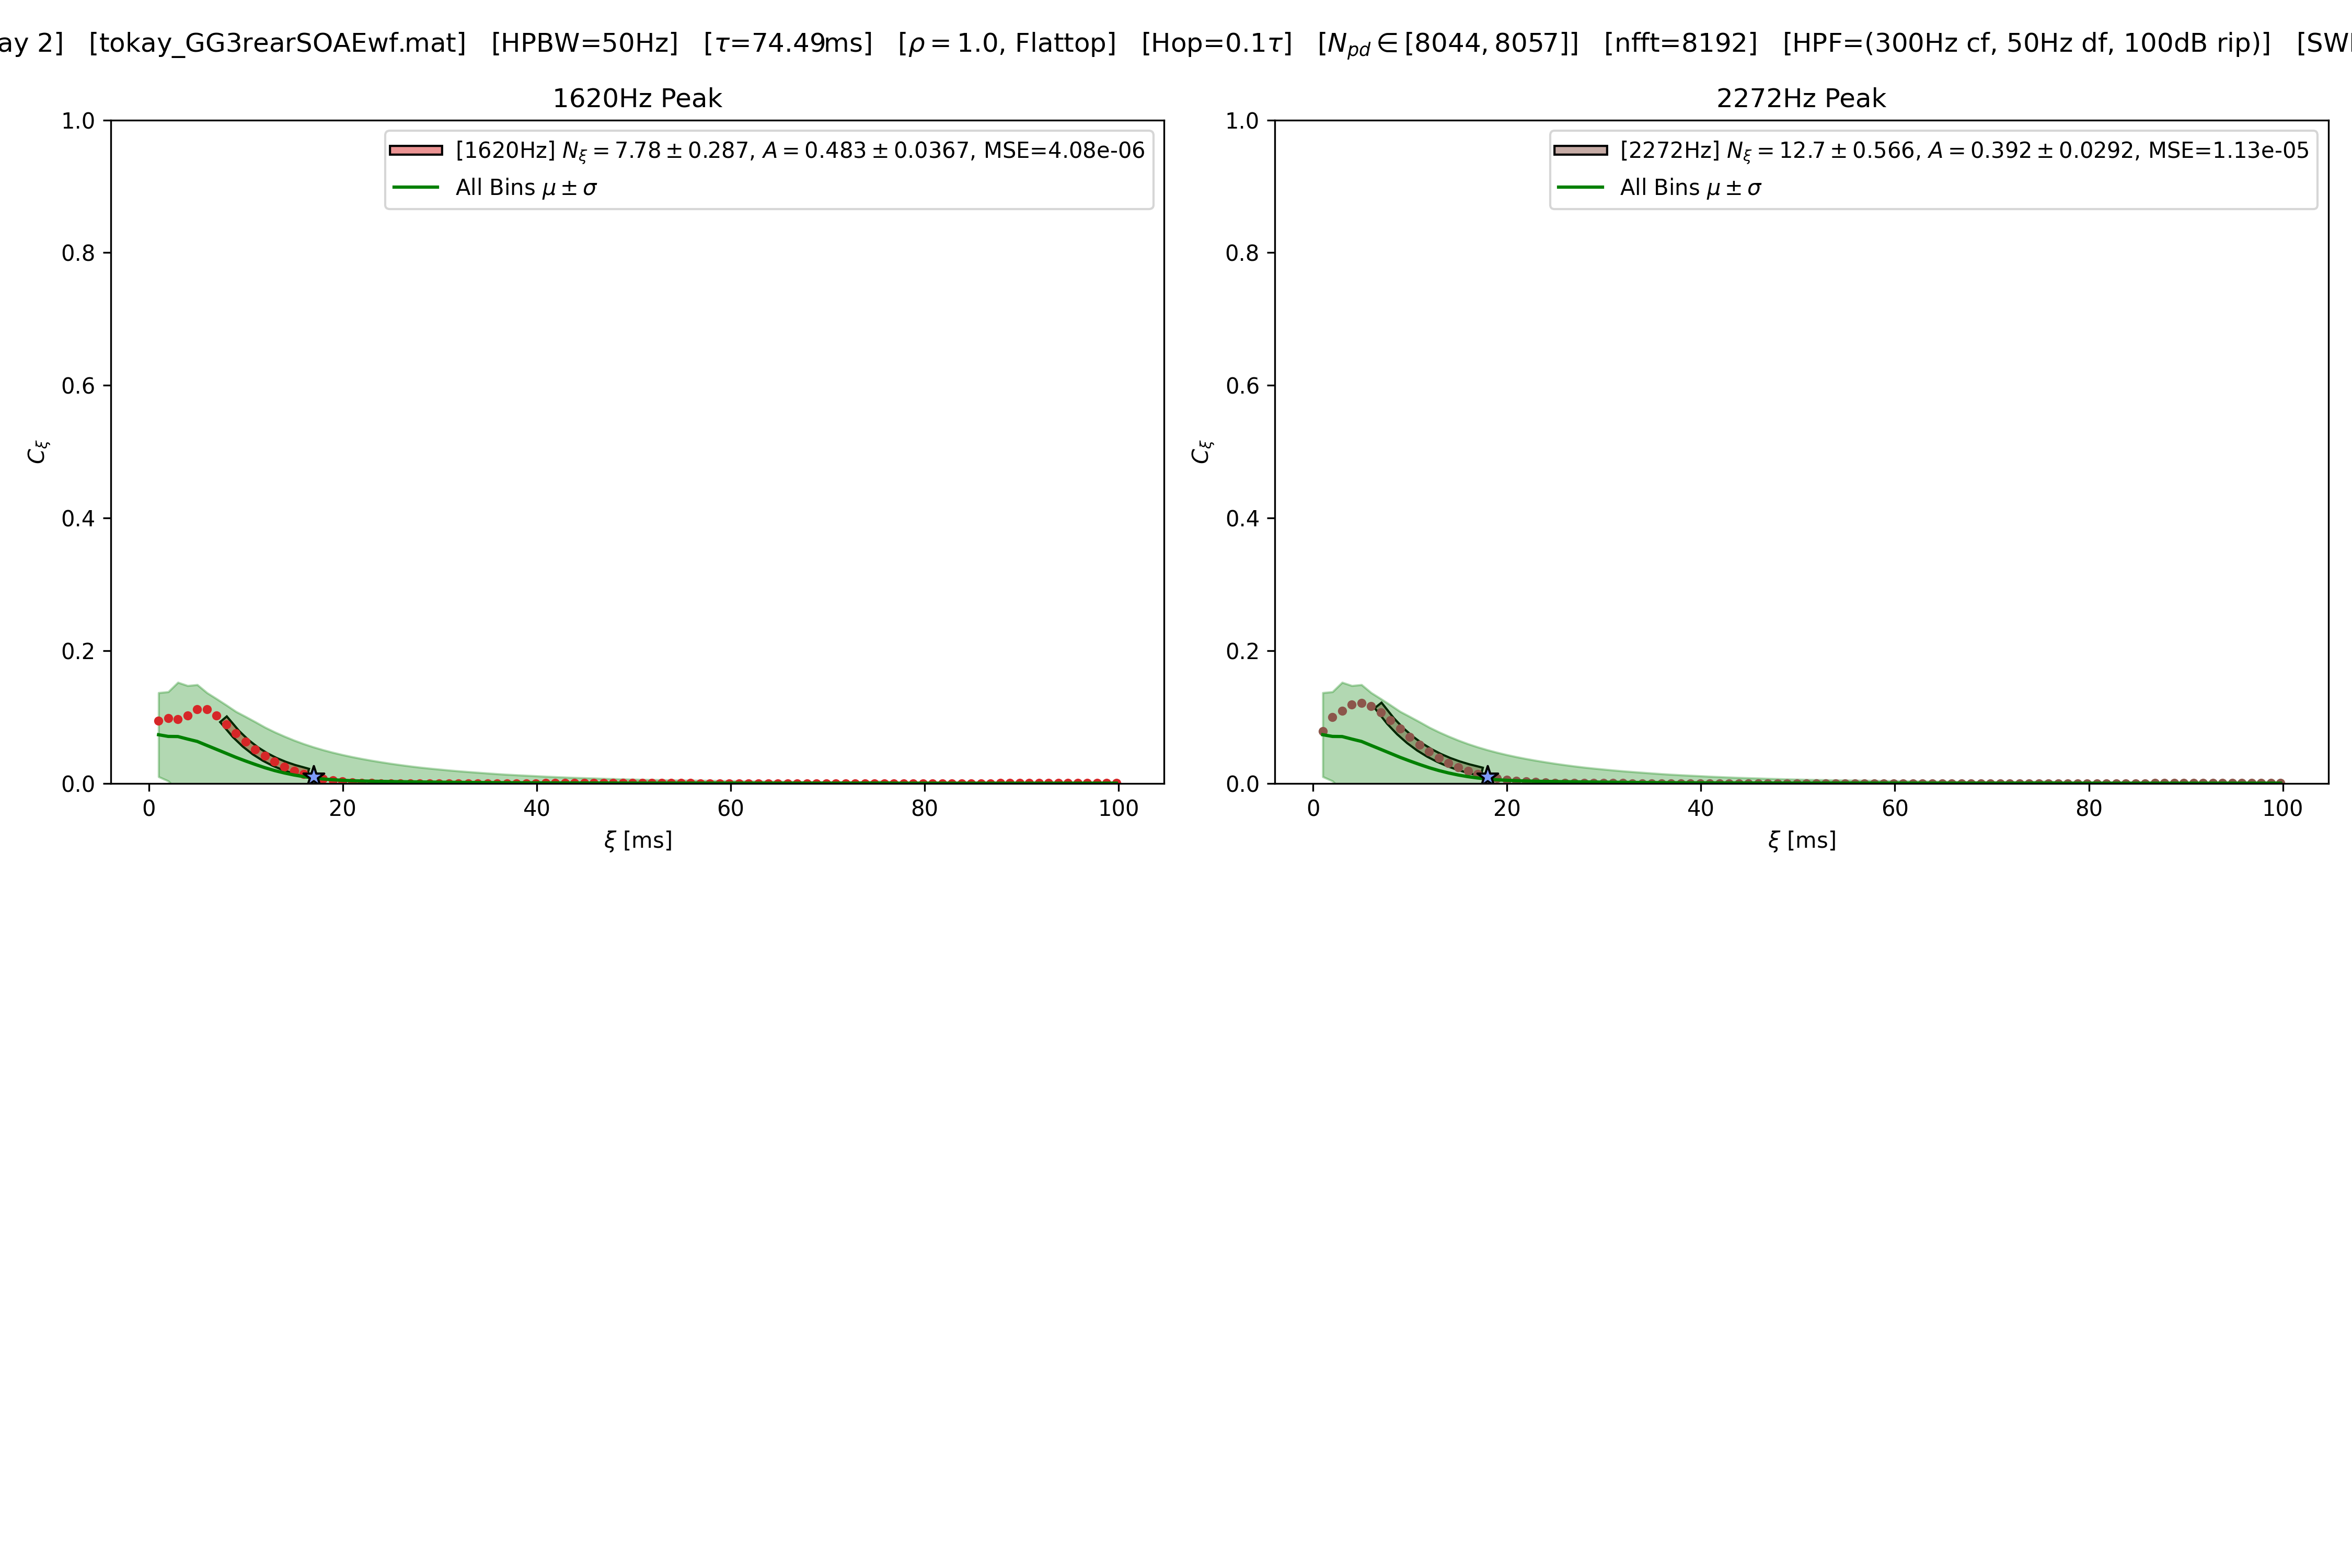 ay 2] [tokay_GG3rearSOAEwf.mat] [HPBW=50Hz] [τ=74.49ms] [ρ = 1.0, Flattop] [Hop=0.1τ] [N_pd ∈ [8044, 8057]] [nfft=8192] [HPF=(300Hz cf, 50Hz df, 100dB rip)] [SW
1620Hz Peak
[1620Hz] N_ξ = 7.78 ± 0.287, A = 0.483 ± 0.0367, MSE=4.08e-06
All Bins μ ± σ
1.0
0.8
0.6
0.4
0.2
0.0
C_ξ
0 20 40 60 80 100
ξ [ms]
2272Hz Peak
[2272Hz] N_ξ = 12.7 ± 0.566, A = 0.392 ± 0.0292, MSE=1.13e-05
All Bins μ ± σ
1.0
0.8
0.6
0.4
0.2
0.0
C_ξ
0 20 40 60 80 100
ξ [ms]